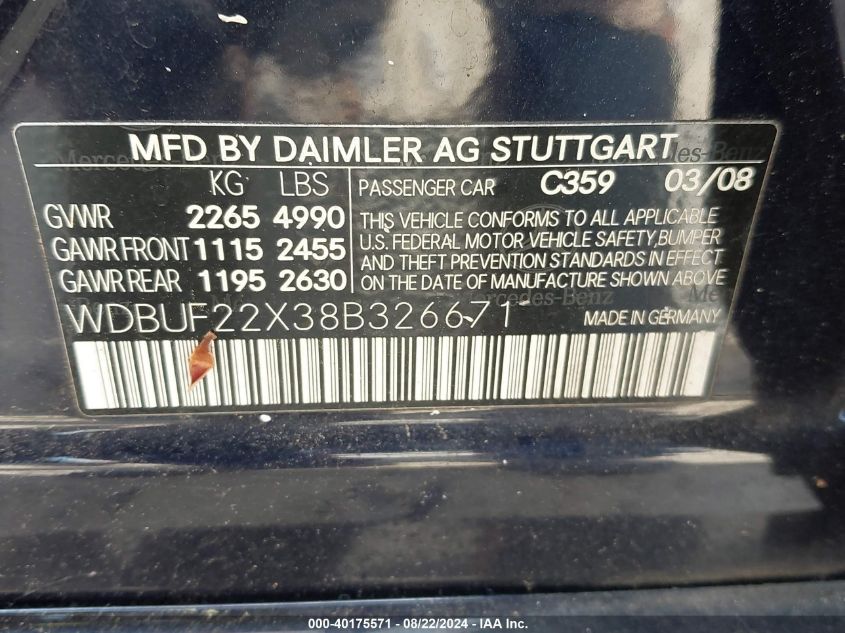 MFD BY DAIMLER AG STUTTGART
KG LBS
GVWR 2265 4990
GAWR FRONT 1115 2455
GAWR REAR 1195 2630
PASSENGER CAR C359 03/08
THIS VEHICLE CONFORMS TO ALL APPLICABLE
U.S. FEDERAL MOTOR VEHICLE SAFETY, BUMPER
AND THEFT PREVENTION STANDARDS IN EFFECT
ON THE DATE OF MANUFACTURE SHOWN ABOVE
Mercedes-Benz
WDBUF22X38B326671
MADE IN GERMANY
000-40175571 - 08/22/2024 - IAAI Inc.